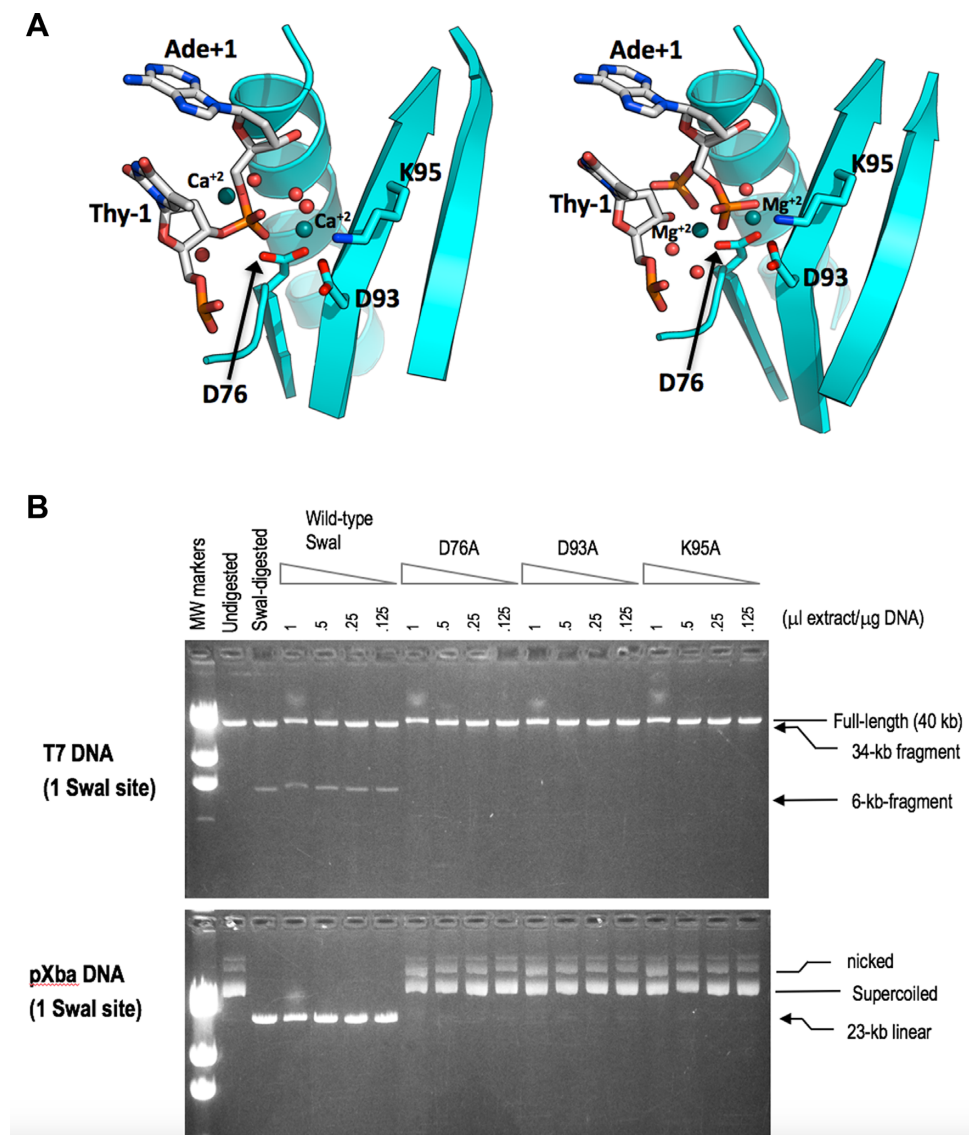 A
Ade+1
Ca+2
K95
Thy-1
Ca+2
D93
D76
Ade+1
K95
Thy-1
Mg+2
Mg+2
D93
D76
B
MW markers
Undigested
SwaI-digested
Wild-type
SwaI
D76A
D93A
K95A
1 .5 .25 .125 1 .5 .25 .125 1 .5 .25 .125 1 .5 .25 .125 (µl extract/µg DNA)
T7 DNA
(1 SwaI site)
Full-length (40 kb)
34-kb fragment
6-kb-fragment
pXba DNA
(1 SwaI site)
nicked
Supercoiled
23-kb linear